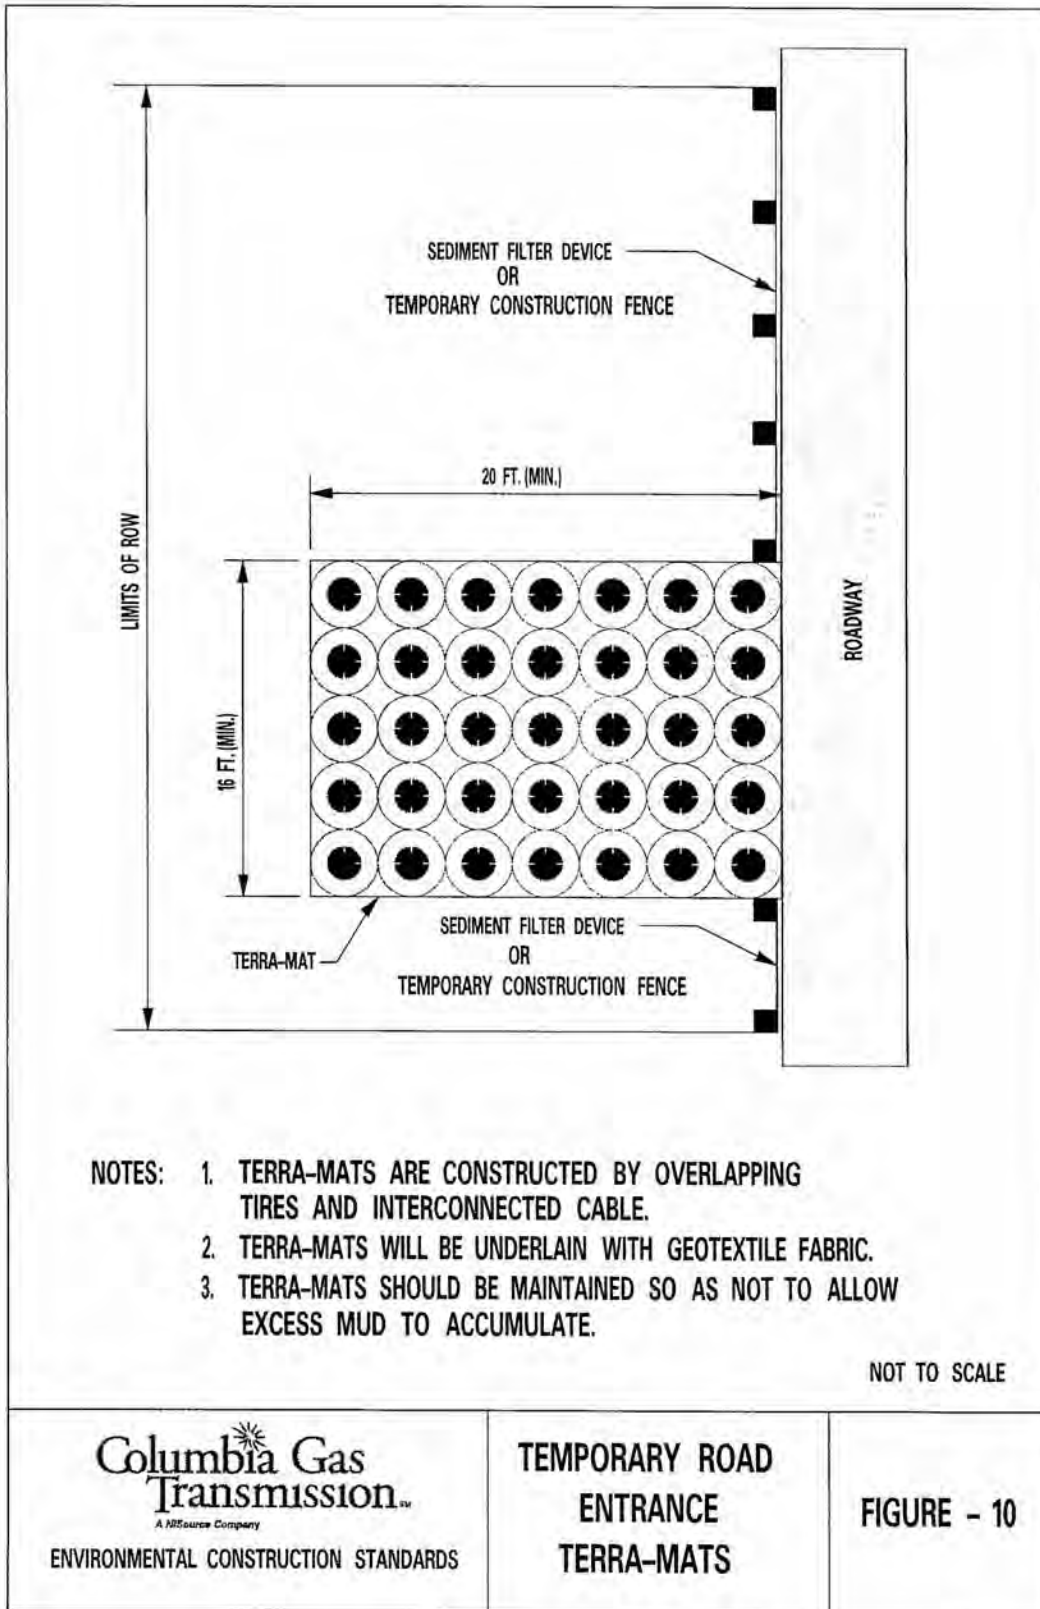 SEDIMENT FILTER DEVICE
OR
TEMPORARY CONSTRUCTION FENCE
20 FT. (MIN.)
LIMITS OF ROW
ROADWAY
16 FT. (MIN.)
TERRA-MAT
SEDIMENT FILTER DEVICE
OR
TEMPORARY CONSTRUCTION FENCE
NOTES: 1. TERRA-MATS ARE CONSTRUCTED BY OVERLAPPING
TIRES AND INTERCONNECTED CABLE.
2. TERRA-MATS WILL BE UNDERLAIN WITH GEOTEXTILE FABRIC.
3. TERRA-MATS SHOULD BE MAINTAINED SO AS NOT TO ALLOW
EXCESS MUD TO ACCUMULATE.
NOT TO SCALE
Columbia Gas
Transmission℠
A NiSource Company
ENVIRONMENTAL CONSTRUCTION STANDARDS
TEMPORARY ROAD
ENTRANCE
TERRA-MATS
FIGURE - 10